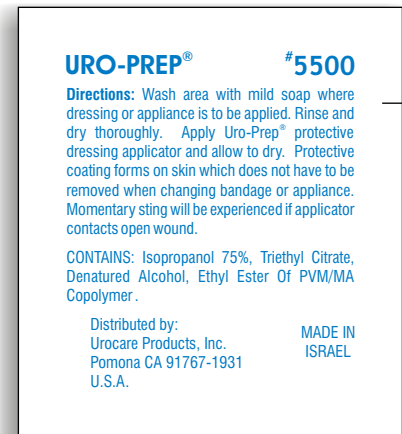 URO-PREP® #5500
Directions: Wash area with mild soap where
dressing or appliance is to be applied. Rinse and
dry thoroughly. Apply Uro-Prep® protective
dressing applicator and allow to dry. Protective
coating forms on skin which does not have to be
removed when changing bandage or appliance.
Momentary sting will be experienced if applicator
contacts open wound.
CONTAINS: Isopropanol 75%, Triethyl Citrate,
Denatured Alcohol, Ethyl Ester Of PVM/MA
Copolymer.
Distributed by:
Urocare Products, Inc.
Pomona CA 91767-1931
U.S.A.
MADE IN
ISRAEL